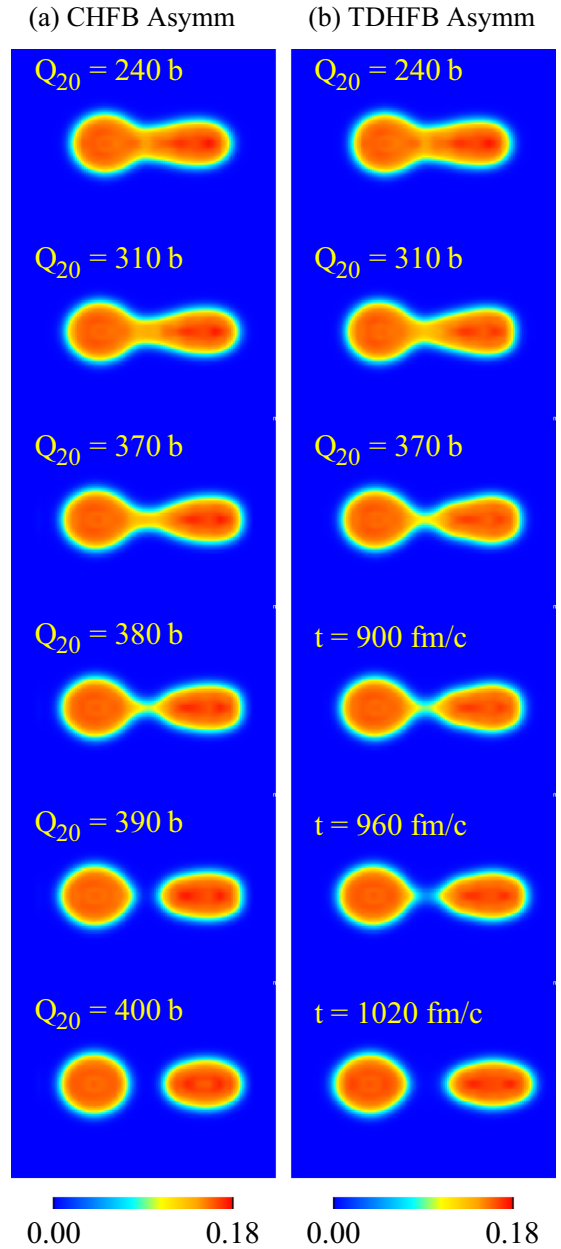 (a) CHFB Asymm
(b) TDHFB Asymm
Q20 = 240 b
Q20 = 240 b
Q20 = 310 b
Q20 = 310 b
Q20 = 370 b
Q20 = 370 b
Q20 = 380 b
t = 900 fm/c
Q20 = 390 b
t = 960 fm/c
Q20 = 400 b
t = 1020 fm/c
0.00
0.18
0.00
0.18